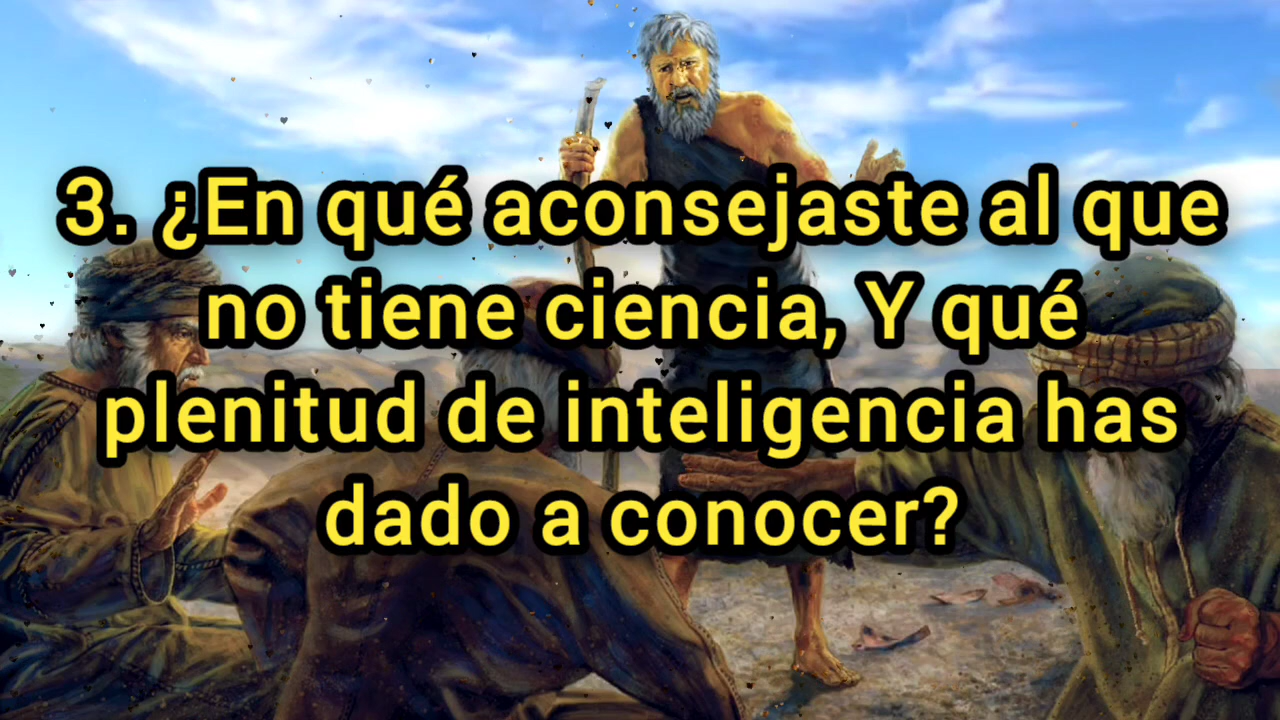 3. ¿En qué aconsejaste al que
no tiene ciencia, Y qué
plenitud de inteligencia has
dado a conocer?